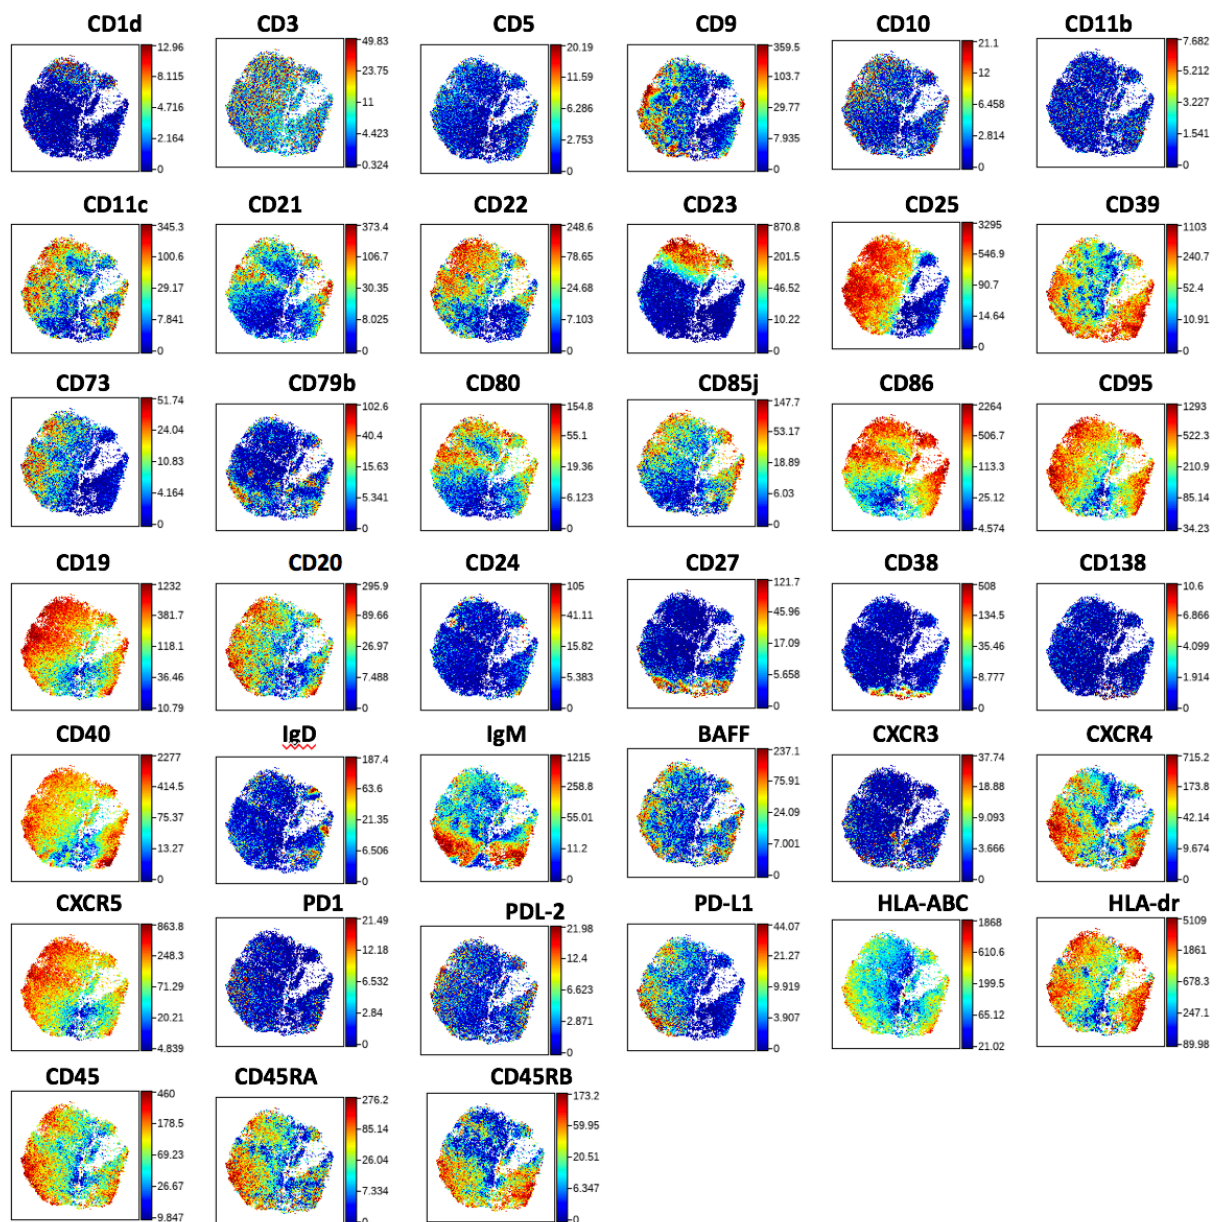 CD1d CD3 CD5 CD9 CD10 CD11b
12.96 8.115 4.716 2.164 0
49.83 23.75 11 4.423 0.324
20.19 11.59 6.286 2.753 0
359.5 103.7 29.77 7.935 0
21.1 12 6.458 2.814 0
7.682 5.212 3.227 1.541 0
CD11c CD21 CD22 CD23 CD25 CD39
345.3 100.6 29.17 7.841 0
373.4 106.7 30.35 8.025 0
248.6 78.65 24.68 7.103 0
870.8 201.5 46.52 10.22 0
3295 546.9 90.7 14.64 0
1103 240.7 52.4 10.91 0
CD73 CD79b CD80 CD85j CD86 CD95
51.74 24.04 10.83 4.164 0
102.6 40.4 15.63 5.341 0
154.8 55.1 19.36 6.123 0
147.7 53.17 18.89 6.03 0
2264 506.7 113.3 25.12 4.574
1293 522.3 210.9 85.14 34.23
CD19 CD20 CD24 CD27 CD38 CD138
1232 381.7 118.1 36.46 10.79
295.9 89.66 26.97 7.488 0
105 41.11 15.82 5.383 0
121.7 45.96 17.09 5.658 0
508 134.5 35.46 8.777 0
10.6 6.866 4.099 1.914 0
CD40 IgD IgM BAFF CXCR3 CXCR4
2277 414.5 75.37 13.27 0
187.4 63.6 21.35 6.506 0
1215 258.8 55.01 11.2 0
237.1 75.91 24.09 7.001 0
37.74 18.88 9.093 3.666 0
715.2 173.8 42.14 9.674 0
CXCR5 PD1 PDL-2 PD-L1 HLA-ABC HLA-dr
863.8 248.3 71.29 20.21 4.839
21.49 12.18 6.532 2.84 0
21.98 12.4 6.623 2.871 0
44.07 21.27 9.919 3.907 0
1868 610.6 199.5 65.12 21.02
5109 1861 678.3 247.1 89.98
CD45 CD45RA CD45RB
460 178.5 69.23 26.67 9.847
276.2 85.14 26.04 7.334 0
173.2 59.95 20.51 6.347 0